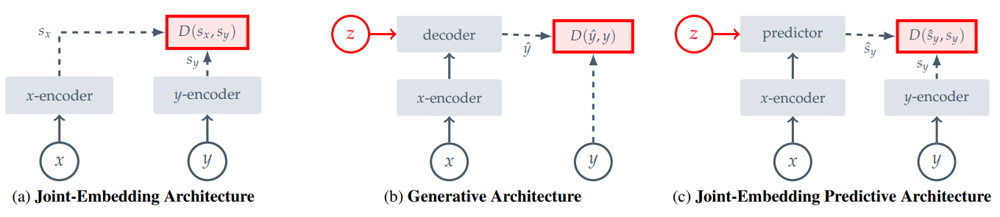 s_x
D(s_x, s_y)
s_y
x-encoder
y-encoder
x
y
(a) Joint-Embedding Architecture
z
decoder
ŷ
D(ŷ, y)
x-encoder
x
y
(b) Generative Architecture
z
predictor
ŝ_y
D(ŝ_y, s_y)
s_y
x-encoder
y-encoder
x
y
(c) Joint-Embedding Predictive Architecture